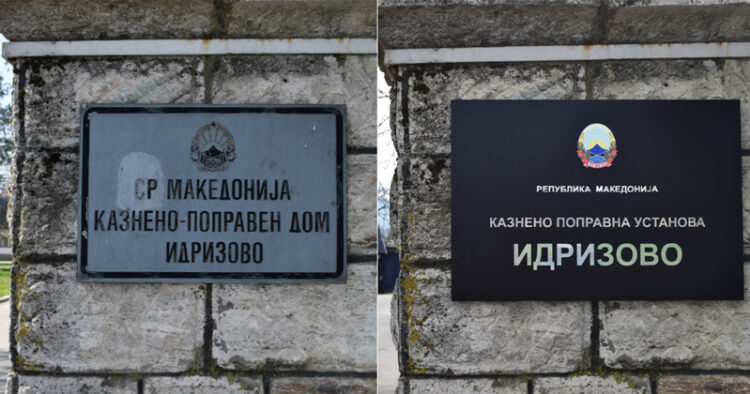 СР МАКЕДОНИЈА
КАЗНЕНО-ПОПРАВЕН ДОМ
ИДРИЗОВО
РЕПУБЛИКА МАКЕДОНИЈА
КАЗНЕНО ПОПРАВНА УСТАНОВА
ИДРИЗОВО